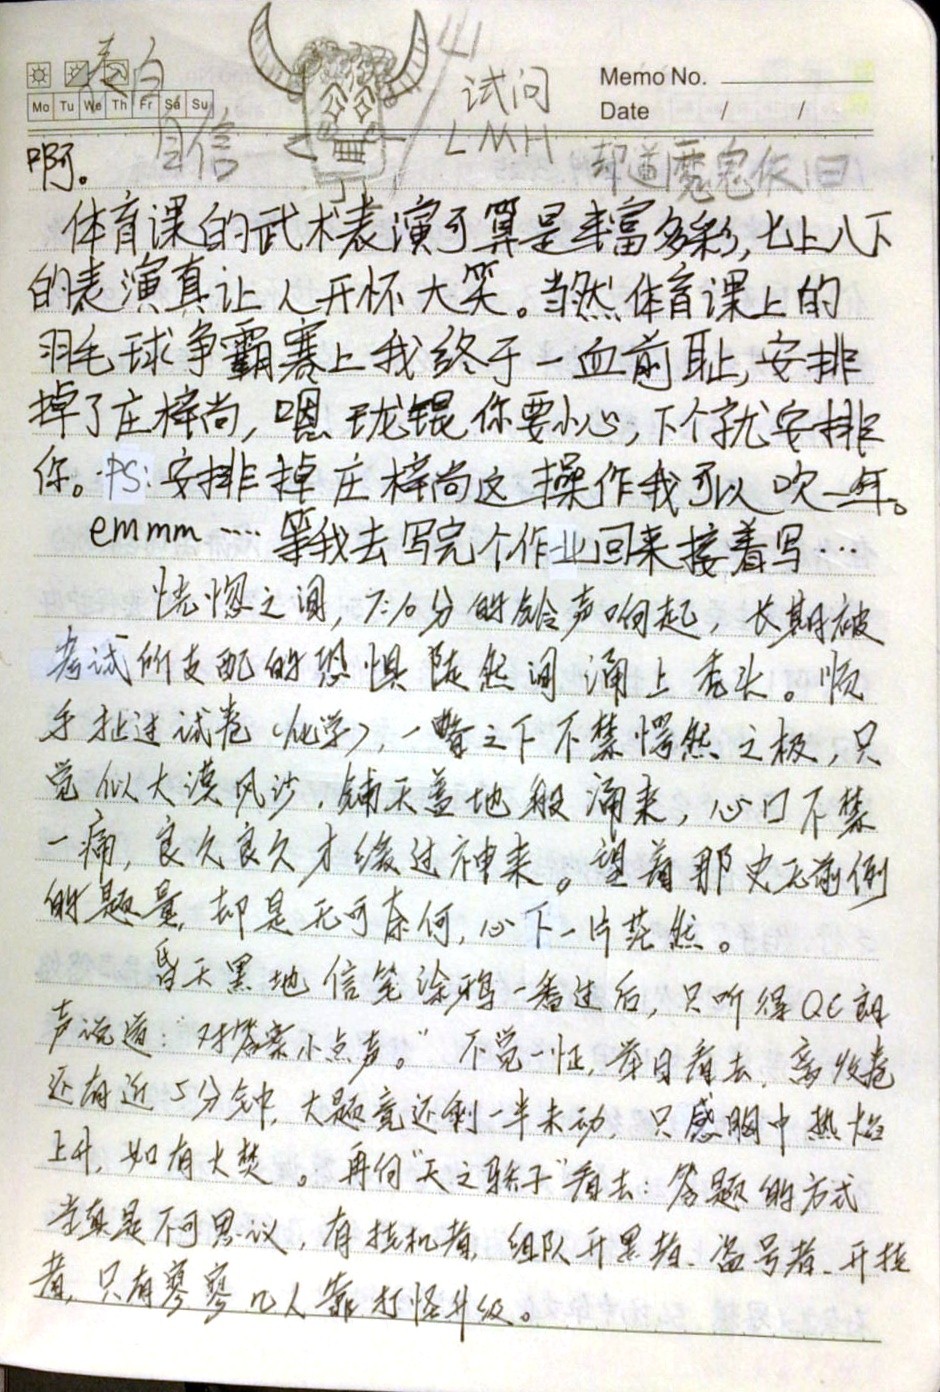 表白
自信
试问
LMH
却道魔鬼依旧
Memo No.
Date / /
Mo Tu We Th Fr Sa Su
啊。
体育课的武术表演可算是丰富多彩,七上八下
的表演真让人开怀大笑。当然体育课上的
羽毛球争霸赛上我终于一血前耻,安排
掉了庄梓尚,嗯珑锟你要小心,下个就安排
你。PS:安排掉庄梓尚这操作我可以吹一年。
emmm……等我去写完个作业回来接着写…
恍惚之间,7:10分的铃声响起,长期被
考试所支配的恐惧陡然间涌上秃头。顺
手扯过试卷(化学),一瞥之下不禁愕然之极,只
觉似大漠风沙,铺天盖地般涌来,心口不禁
一痛,良久良久才缓过神来。望着那史无前例
的题量,却是无可奈何,心下一片茫然。
昏天黑地信笔涂鸦一番过后,只听得QC朗
声说道:“对答案小点声。”不觉一怔,举目看去,离收卷
还有近5分钟,大题竟还剩一半未动,只感胸中热焰
上升,如有火焚。再向“天之骄子”看去:答题的方式
当真是不可思议,有挂机者,组队开黑者、盗号者、开挂
者,只有寥寥几人靠打怪升级。